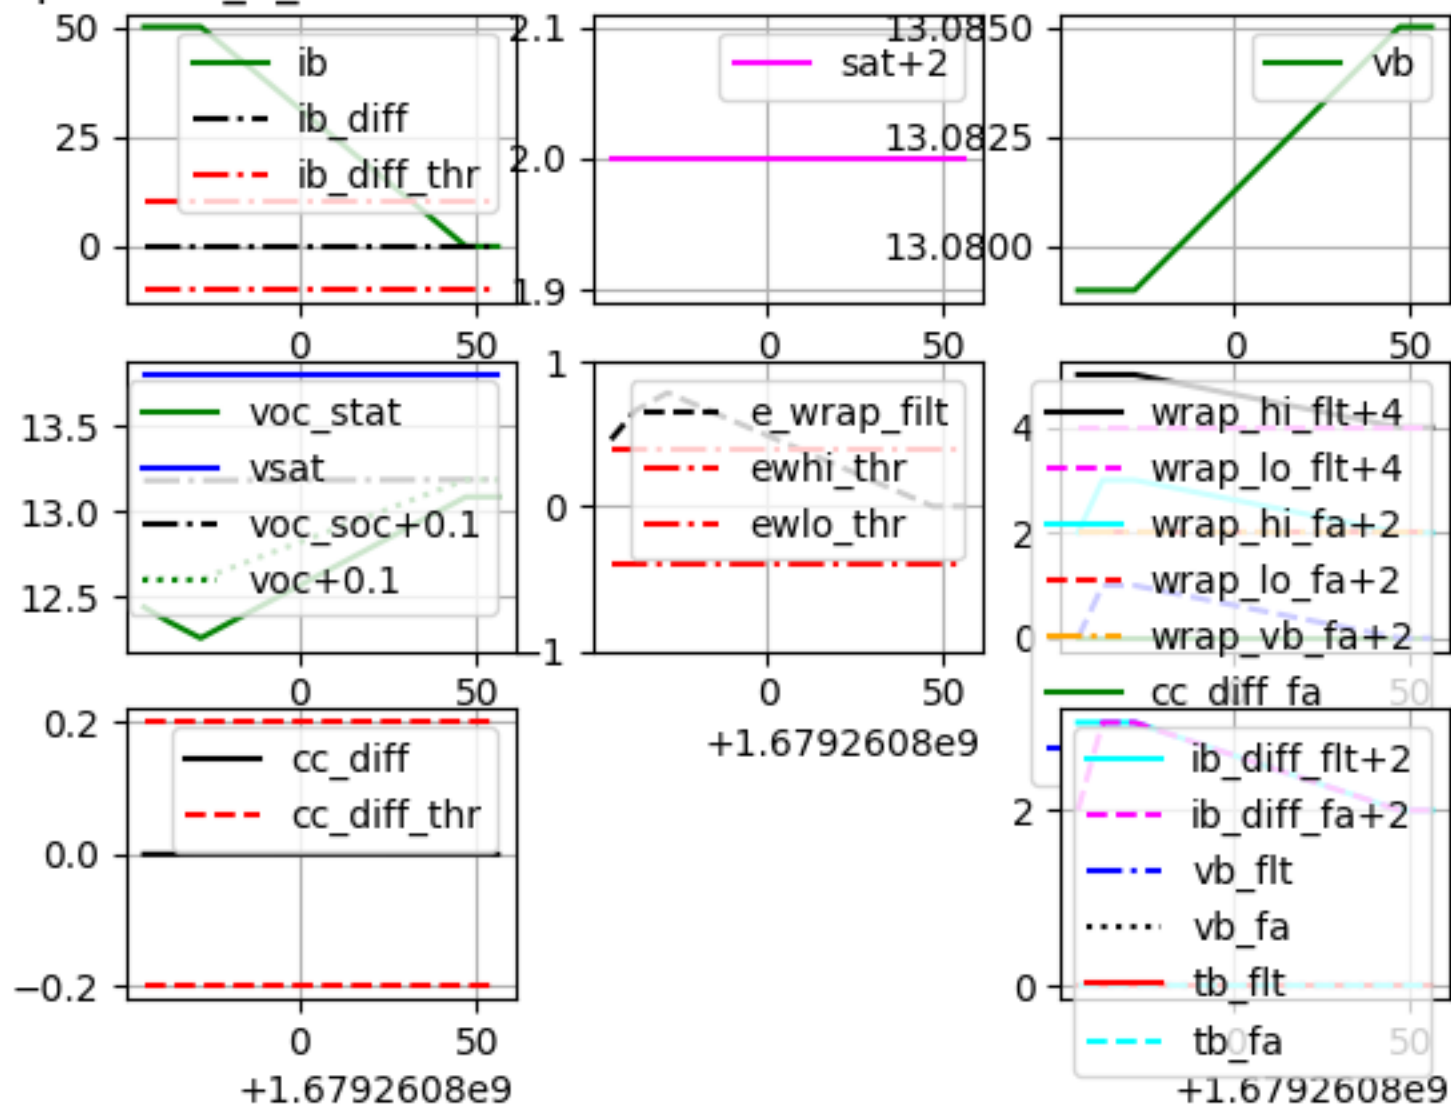 50
25
0
ib
ib_diff
ib_diff_thr
0
50
2.1
2.0
1.9
sat+2
0
50
13.0850
13.0825
13.0800
vb
0
50
13.5
13.0
12.5
voc_stat
vsat
voc_soc+0.1
voc+0.1
0
50
1
0
−1
e_wrap_filt
ewhi_thr
ewlo_thr
0
50
+1.6792608e9
4
2
0
wrap_hi_flt+4
wrap_lo_flt+4
wrap_hi_fa+2
wrap_lo_fa+2
wrap_vb_fa+2
cc_diff_fa
50
0.2
0.0
−0.2
cc_diff
cc_diff_thr
0
50
+1.6792608e9
2
0
ib_diff_flt+2
ib_diff_fa+2
vb_flt
vb_fa
tb_flt
tb_fa
0
50
+1.6792608e9